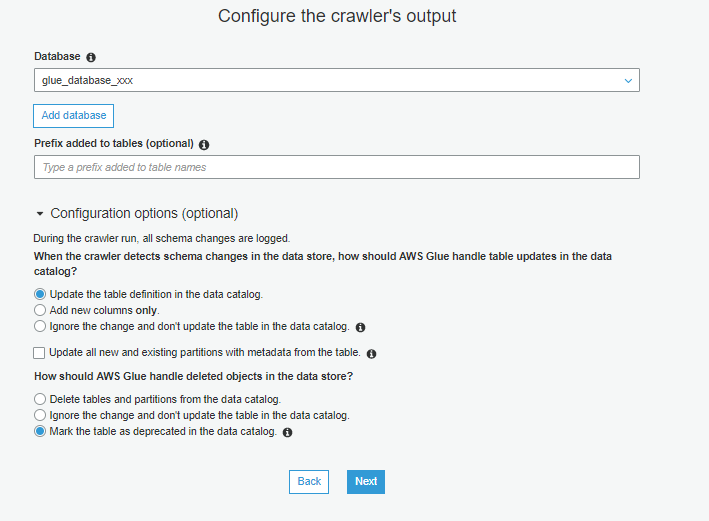 Configure the crawler's output
Database
glue_database_xxx
Add database
Prefix added to tables (optional)
Type a prefix added to table names
Configuration options (optional)
During the crawler run, all schema changes are logged.
When the crawler detects schema changes in the data store, how should AWS Glue handle table updates in the data
catalog?
Update the table definition in the data catalog.
Add new columns only.
Ignore the change and don't update the table in the data catalog.
Update all new and existing partitions with metadata from the table.
How should AWS Glue handle deleted objects in the data store?
Delete tables and partitions from the data catalog.
Ignore the change and don't update the table in the data catalog.
Mark the table as deprecated in the data catalog.
Back Next